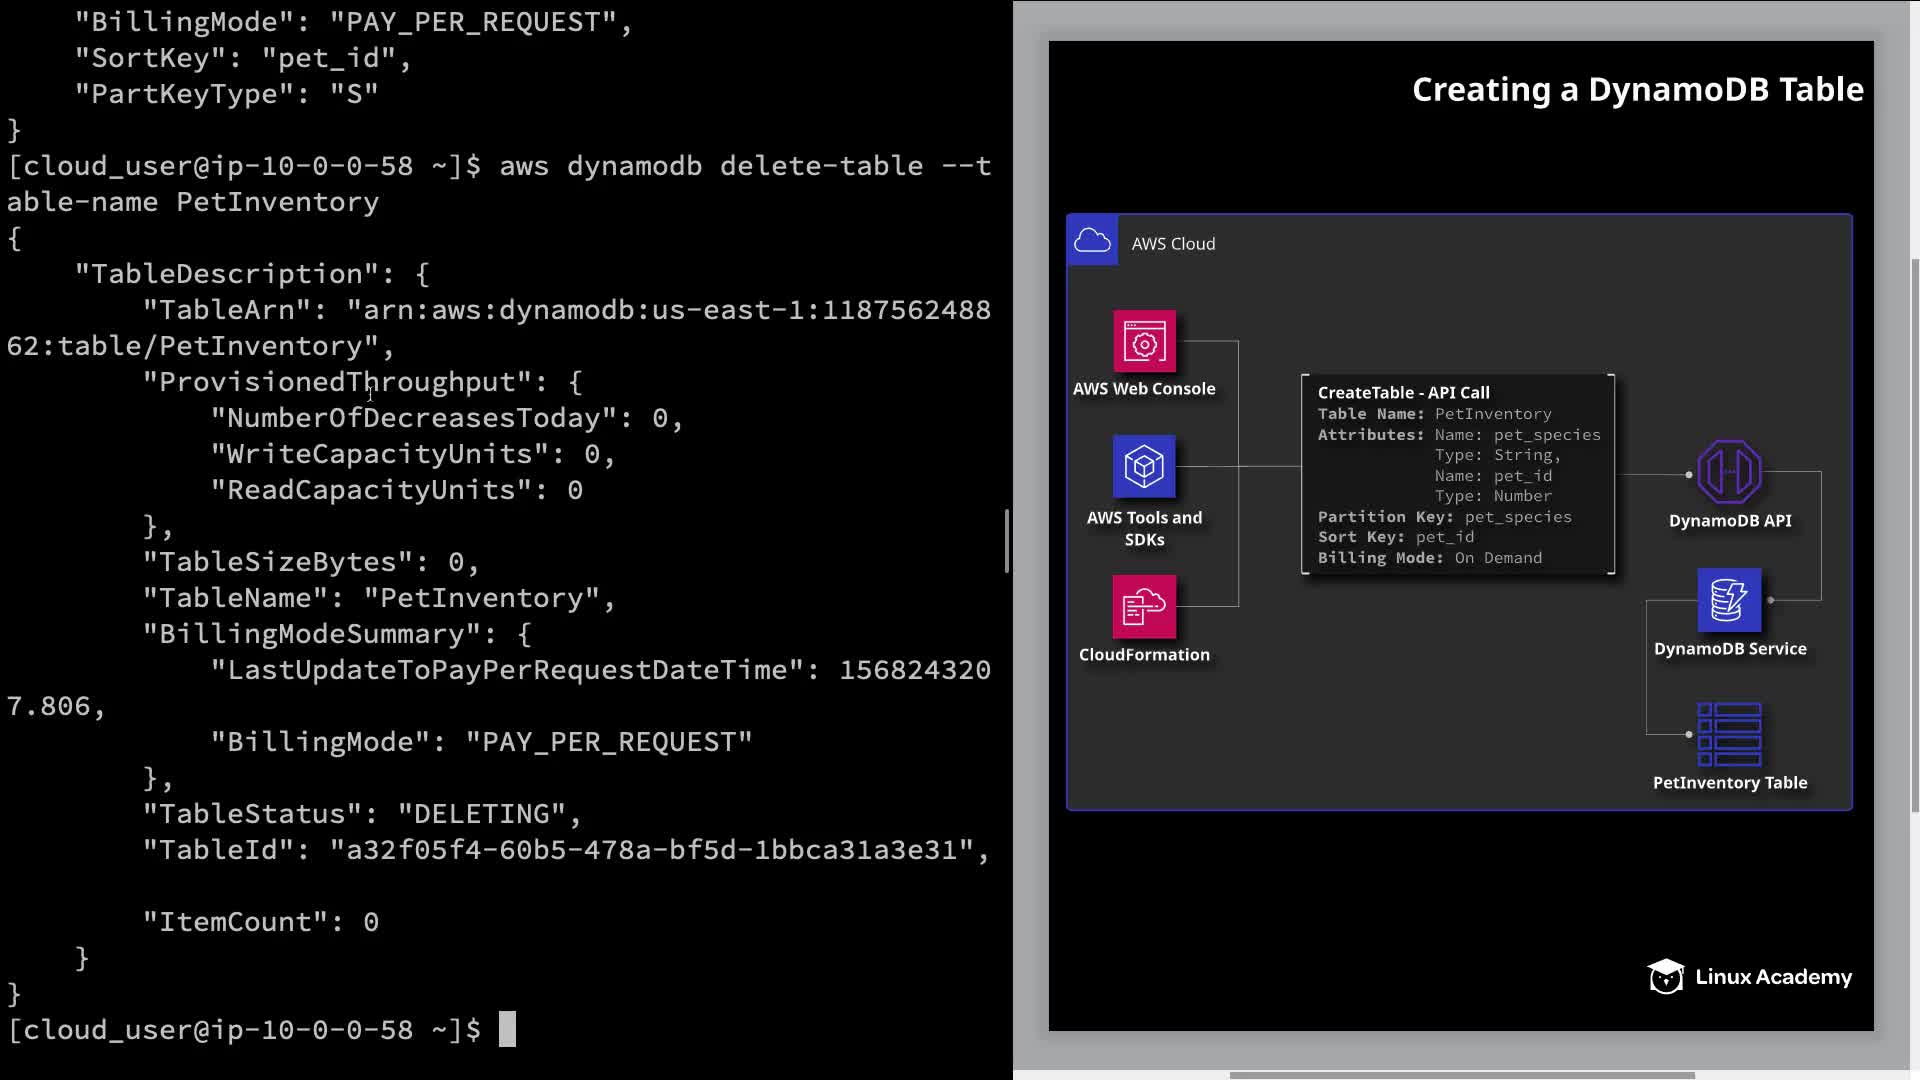 "BillingMode": "PAY_PER_REQUEST",
    "SortKey": "pet_id",
    "PartKeyType": "S"
}
[cloud_user@ip-10-0-0-58 ~]$ aws dynamodb delete-table --t
able-name PetInventory
{
    "TableDescription": {
        "TableArn": "arn:aws:dynamodb:us-east-1:1187562488
62:table/PetInventory",
        "ProvisionedThroughput": {
            "NumberOfDecreasesToday": 0,
            "WriteCapacityUnits": 0,
            "ReadCapacityUnits": 0
        },
        "TableSizeBytes": 0,
        "TableName": "PetInventory",
        "BillingModeSummary": {
            "LastUpdateToPayPerRequestDateTime": 156824320
7.806,
            "BillingMode": "PAY_PER_REQUEST"
        },
        "TableStatus": "DELETING",
        "TableId": "a32f05f4-60b5-478a-bf5d-1bbca31a3e31",
        "ItemCount": 0
    }
}
[cloud_user@ip-10-0-0-58 ~]$
Creating a DynamoDB Table
AWS Cloud
AWS Web Console
AWS Tools and
SDKs
CloudFormation
CreateTable - API Call
Table Name: PetInventory
Attributes: Name: pet_species
Type: String,
Name: pet_id
Type: Number
Partition Key: pet_species
Sort Key: pet_id
Billing Mode: On Demand
DynamoDB API
DynamoDB Service
PetInventory Table
Linux Academy